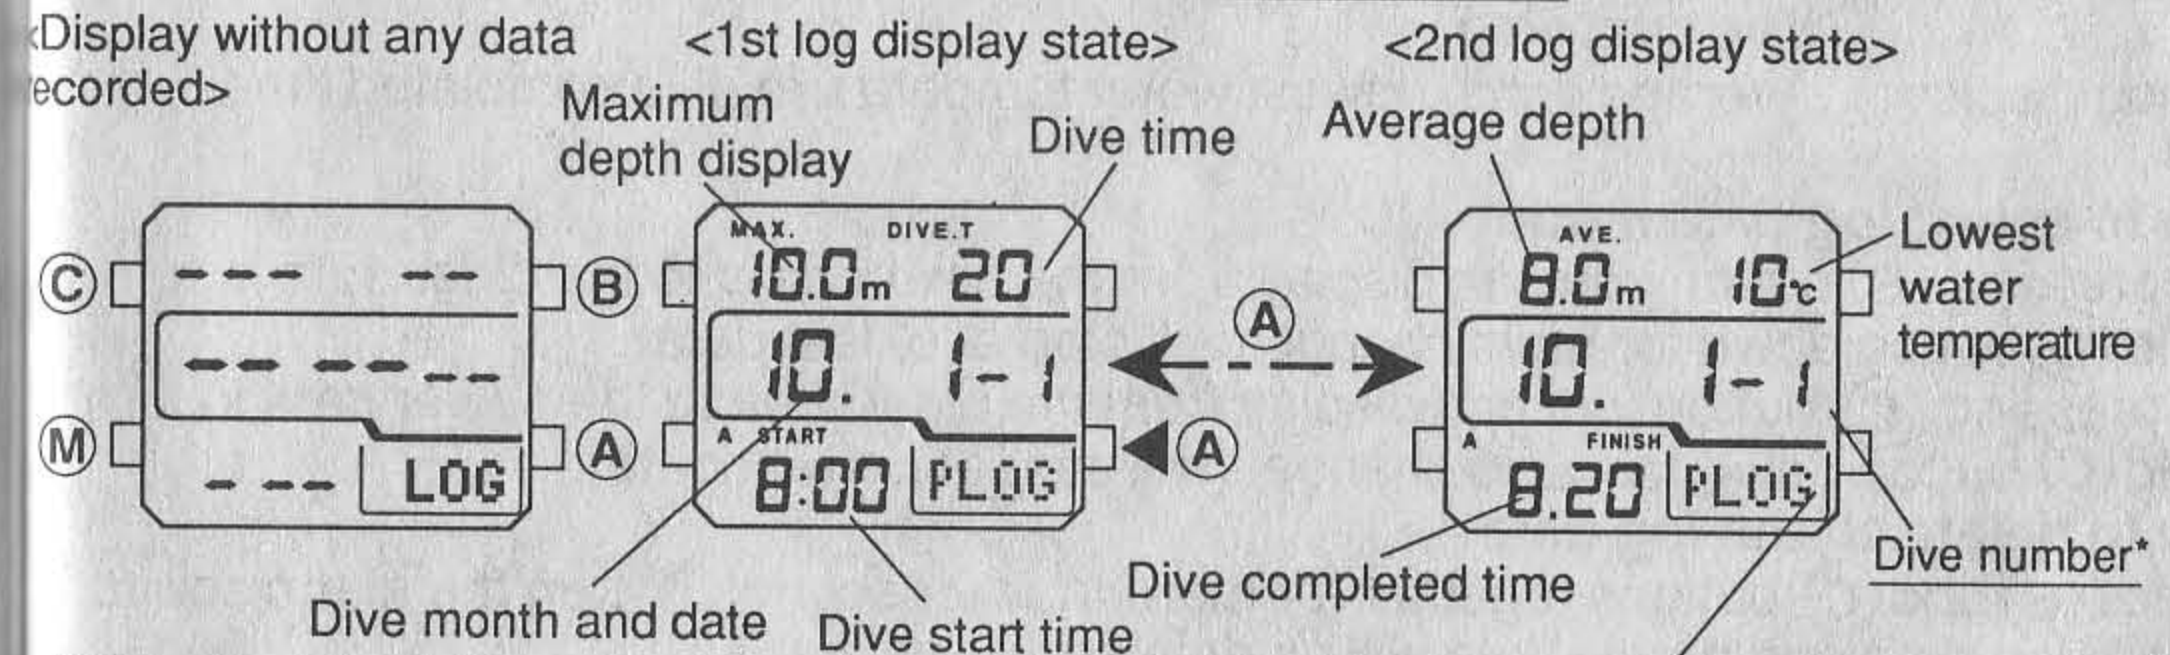 <Display without any data
ecorded>
<1st log display state>
<2nd log display state>
Maximum
depth display
Dive time
Average depth
C
B
M
A
--- --
-- ----
- -- LOG
MAX. DIVE.T
10.0m 20
10. 1-1
A START
8:00 PLOG
A
A
AVE.
8.0m 10°C
10. 1-1
A FINISH
8.20 PLOG
Lowest
water
temperature
Dive month and date
Dive start time
Dive completed time
Dive number*